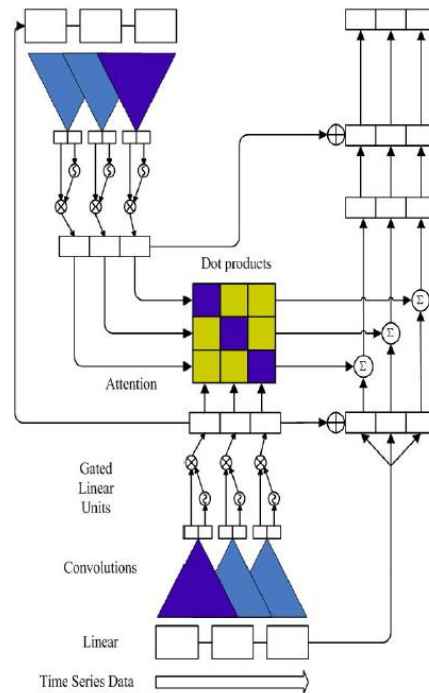 Dot products
Attention
Gated
Linear
Units
Convolutions
Linear
Time Series Data